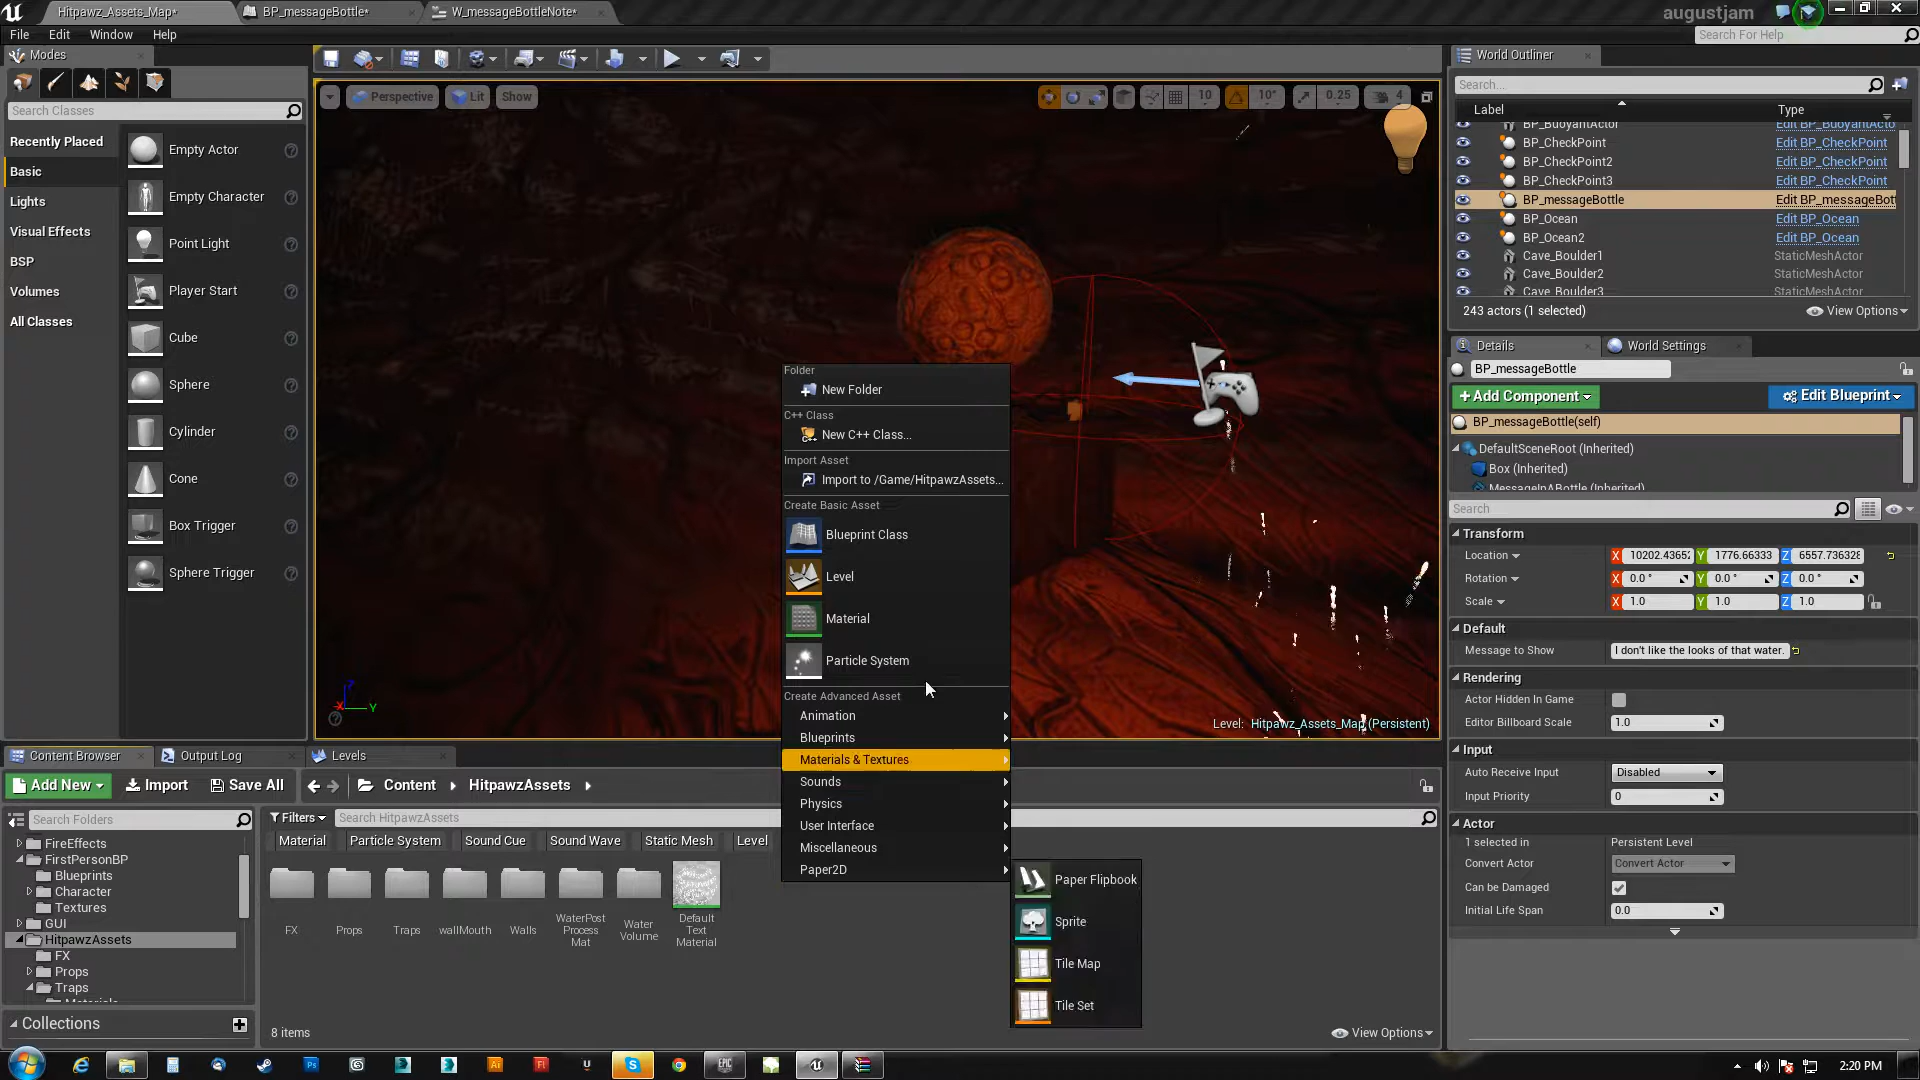 Hitpawz_Assets_Map*
BP_messageBottle*
W_messageBottleNote*
augustjam
File
Edit
Window
Help
Search For Help
Modes
Search Classes
Recently Placed
Basic
Lights
Visual Effects
BSP
Volumes
All Classes
Empty Actor
Empty Character
Point Light
Player Start
Cube
Sphere
Cylinder
Cone
Box Trigger
Sphere Trigger
Perspective
Lit
Show
10
10°
0.25
4
Folder
New Folder
C++ Class
New C++ Class...
Import Asset
Import to /Game/HitpawzAssets...
Create Basic Asset
Blueprint Class
Level
Material
Particle System
Create Advanced Asset
Animation
Blueprints
Materials & Textures
Sounds
Physics
User Interface
Miscellaneous
Paper2D
Paper Flipbook
Sprite
Tile Map
Tile Set
X
Y
Z
Level: Hitpawz_Assets_Map (Persistent)
World Outliner
Search...
Label
Type
BP_BuoyantActor
Edit BP_BuoyantActo
BP_CheckPoint
Edit BP_CheckPoint
BP_CheckPoint2
Edit BP_CheckPoint
BP_CheckPoint3
Edit BP_CheckPoint
BP_messageBottle
Edit BP_messageBott
BP_Ocean
Edit BP_Ocean
BP_Ocean2
Edit BP_Ocean
Cave_Boulder1
StaticMeshActor
Cave_Boulder2
StaticMeshActor
Cave_Boulder3
StaticMeshActor
243 actors (1 selected)
View Options
Details
World Settings
BP_messageBottle
+Add Component
Edit Blueprint
BP_messageBottle(self)
DefaultSceneRoot (Inherited)
Box (Inherited)
MessageInABottle (Inherited)
Search
Transform
Location
X 10202.43652 Y 1776.66333 Z 6557.736328
Rotation
X 0.0 ° Y 0.0 ° Z 0.0 °
Scale
X 1.0 Y 1.0 Z 1.0
Default
Message to Show
I don't like the looks of that water.
Rendering
Actor Hidden In Game
Editor Billboard Scale
1.0
Input
Auto Receive Input
Disabled
Input Priority
0
Actor
1 selected in
Persistent Level
Convert Actor
Convert Actor
Can be Damaged
Initial Life Span
0.0
Content Browser
Output Log
Levels
Add New
Import
Save All
Content
HitpawzAssets
Search Folders
FireEffects
FirstPersonBP
Blueprints
Character
Textures
GUI
HitpawzAssets
FX
Props
Traps
Materials
Collections
Filters
Search HitpawzAssets
Material
Particle System
Sound Cue
Sound Wave
Static Mesh
Level
FX
Props
Traps
wallMouth
Walls
WaterPost
Process
Mat
Water
Volume
Default
Text
Material
8 items
View Options
Ps
Ai
Fl
EPIC
2:20 PM